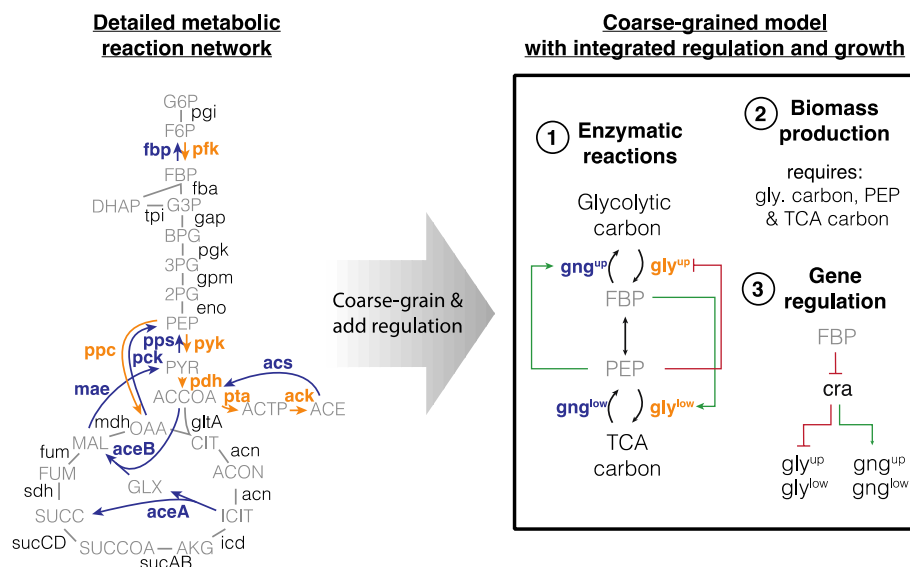 Detailed metabolic
reaction network
G6P
pgi
F6P
fbp
pfk
FBP
fba
DHAP
G3P
tpi
gap
BPG
pgk
3PG
gpm
2PG
eno
PEP
ppc
pps
pyk
pck
PYR
acs
mae
pdh
ACCOA
pta
ack
ACTP
ACE
mdh
OAA
gltA
MAL
CIT
fum
aceB
acn
FUM
ACON
sdh
GLX
acn
SUCC
aceA
ICIT
sucCD
SUCCOA
AKG
icd
sucAB
Coarse-grain &
add regulation
Coarse-grained model
with integrated regulation and growth
1 Enzymatic
reactions
Glycolytic
carbon
gng^up
gly^up
FBP
PEP
gng^low
gly^low
TCA
carbon
2 Biomass
production
requires:
gly. carbon, PEP
& TCA carbon
3 Gene
regulation
FBP
cra
gly^up gng^up
gly^low gng^low